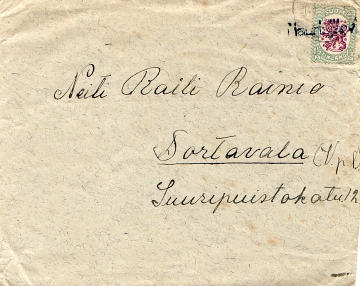 Neiti Raili Rainio
Sortavala (V.pl.
Suuripuistokatu 12